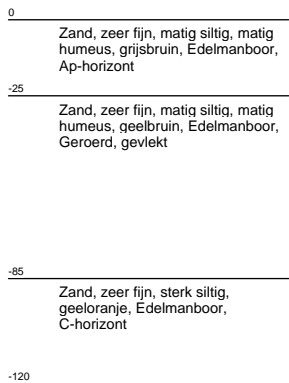 0
Zand, zeer fijn, matig siltig, matig
humeus, grijsbruin, Edelmanboor,
Ap-horizont
-25
Zand, zeer fijn, matig siltig, matig
humeus, geelbruin, Edelmanboor,
Geroerd, gevlekt
-85
Zand, zeer fijn, sterk siltig,
geeloranje, Edelmanboor,
C-horizont
-120